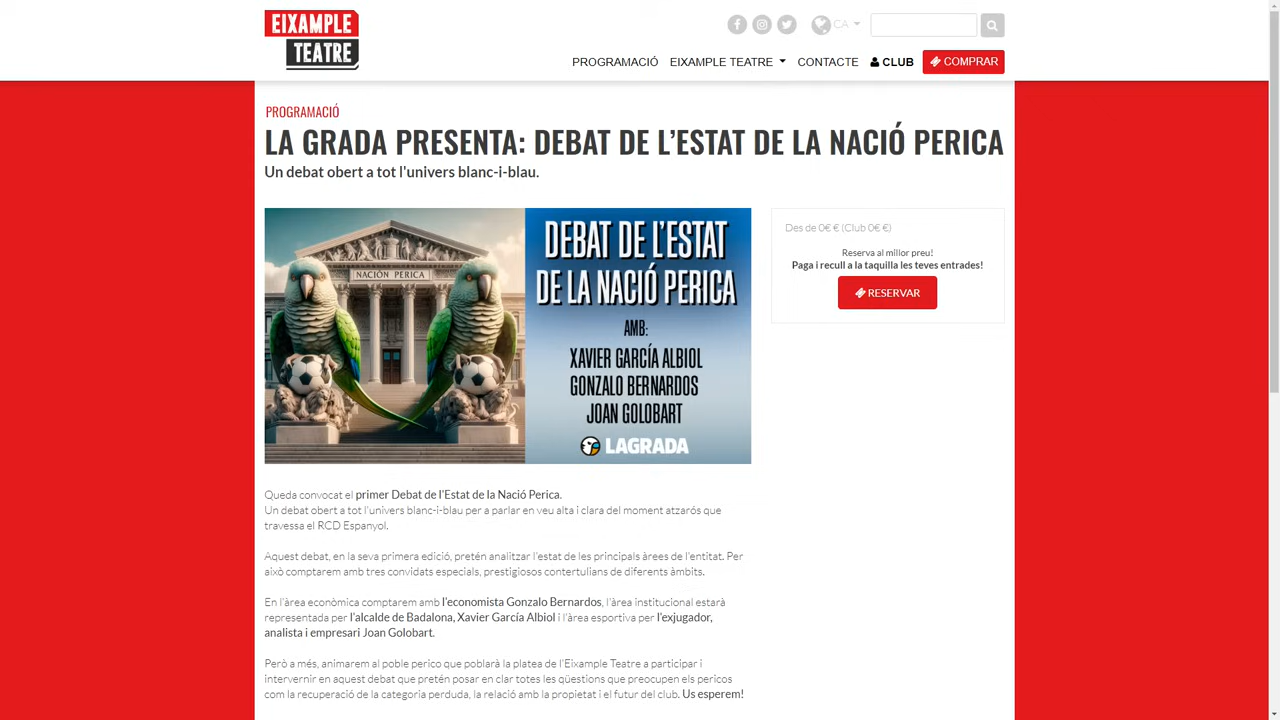 EIXAMPLE
TEATRE
CA
PROGRAMACIÓ
EIXAMPLE TEATRE
CONTACTE
CLUB
COMPRAR
PROGRAMACIÓ
LA GRADA PRESENTA: DEBAT DE L'ESTAT DE LA NACIÓ PERICA
Un debat obert a tot l'univers blanc-i-blau.
NACIÓN PERICA
DEBAT DE L'ESTAT
DE LA NACIÓ PERICA
AMB:
XAVIER GARCÍA ALBIOL
GONZALO BERNARDOS
JOAN GOLOBART
LAGRADA
Des de 0€ € (Club 0€ €)
Reserva al millor preu!
Paga i recull a la taquilla les teves entrades!
RESERVAR
Queda convocat el primer Debat de l'Estat de la Nació Perica.
Un debat obert a tot l'univers blanc-i-blau per a parlar en veu alta i clara del moment atzarós que
travessa el RCD Espanyol.
Aquest debat, en la seva primera edició, pretén analitzar l'estat de les principals àrees de l'entitat. Per
això comptarem amb tres convidats especials, prestigiosos contertulians de diferents àmbits.
En l'àrea econòmica comptarem amb l'economista Gonzalo Bernardos, l'àrea institucional estarà
representada per l'alcalde de Badalona, Xavier García Albiol i l'àrea esportiva per l'exjugador,
analista i empresari Joan Golobart.
Però a més, animarem al poble perico que poblarà la platea de l'Eixample Teatre a participar i
intervenir en aquest debat que pretén posar en clar totes les qüestions que preocupen els pericos
com la recuperació de la categoria perduda, la relació amb la propietat i el futur del club. Us esperem!